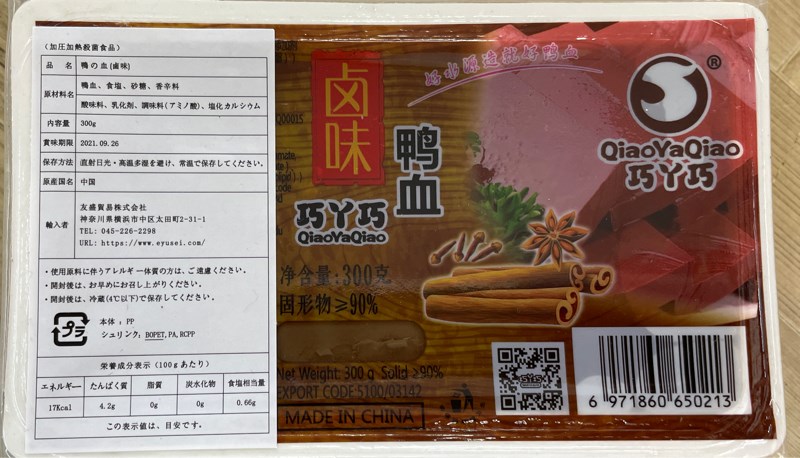 (加圧加熱殺菌食品)
品 名 鴨の血(鹵味)
原材料名 鴨血、食塩、砂糖、香辛料
酸味料、乳化剤、調味料(アミノ酸)、塩化カルシウム
内容量 300g
賞味期限 2021.09.26
保存方法 直射日光・高温多湿を避け、常温で保存してください。
原産国名 中国
輸入者 友盛貿易株式会社
神奈川県横浜市中区太田町2-31-1
TEL: 045-226-2298
URL: https://www.eyusei.com/
・使用原料に伴うアレルギー体質の方は、ご遠慮ください。
・開封後は、お早めにお召し上がりください。
・開封後は、冷蔵(4℃以下)で保存してください。
プラ
本体：PP
シュリンク：BOPET,PA,RCPP
栄養成分表示(100gあたり)
エネルギー たんぱく質 脂質 炭水化物 食塩相当量
17Kcal 4.2g 0g 0g 0.66g
この表示値は、目安です。
好水源造就好鸭血
卤味
鸭血
巧丫巧
QiaoYaQiao
®
QiaoYaQiao
巧丫巧
净含量:300克
固形物≥90%
Net Weight: 300 g Solid ≥90%
EXPORT CODE:5100/03142
MADE IN CHINA
6 971860 650213